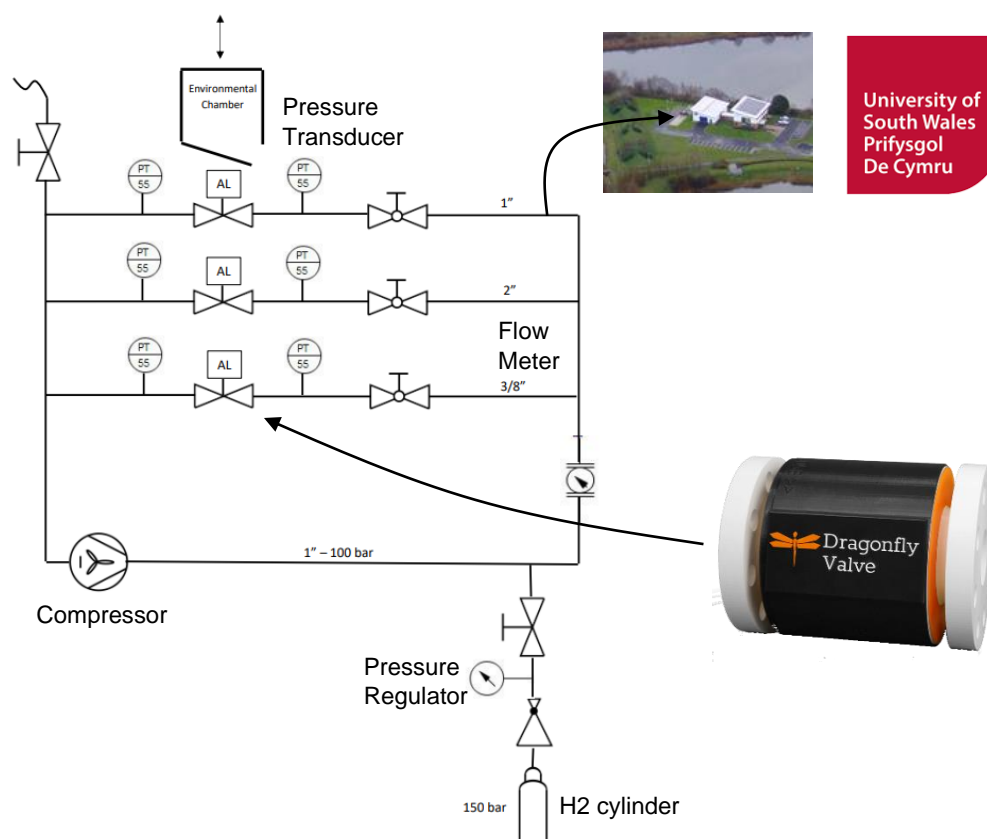 Environmental
Chamber
Pressure
Transducer
University of
South Wales
Prifysgol
De Cymru
PT
55
AL
PT
55
1”
PT
55
AL
PT
55
2”
Flow
Meter
PT
55
AL
PT
55
3/8”
Dragonfly
Valve
1” – 100 bar
Compressor
Pressure
Regulator
150 bar
H2 cylinder